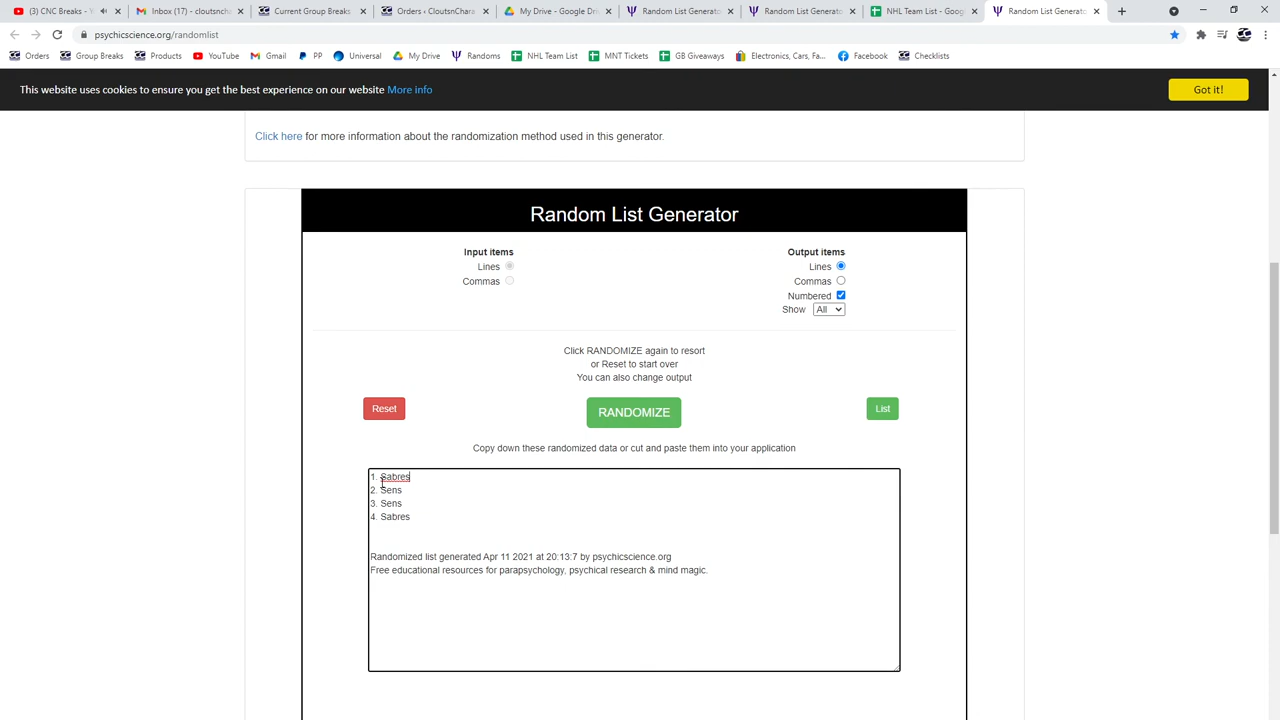 (3) CNC Breaks - Y
Inbox (17) - cloutsnch
Current Group Breaks
Orders - CloutsnChara
My Drive - Google Dri
Random List Generato
Random List Generato
NHL Team List - Goog
Random List Generato
psychicscience.org/randomlist
Orders
Group Breaks
Products
YouTube
Gmail
PP
Universal
My Drive
Randoms
NHL Team List
MNT Tickets
GB Giveaways
Electronics, Cars, Fa...
Facebook
Checklists
This website uses cookies to ensure you get the best experience on our website More info
Got it!
Click here for more information about the randomization method used in this generator.
Random List Generator
Input items
Lines
Commas
Output items
Lines
Commas
Numbered
Show All
Click RANDOMIZE again to resort
or Reset to start over
You can also change output
Reset
RANDOMIZE
List
Copy down these randomized data or cut and paste them into your application
1. Sabres
2. Sens
3. Sens
4. Sabres
Randomized list generated Apr 11 2021 at 20:13:7 by psychicscience.org
Free educational resources for parapsychology, psychical research & mind magic.